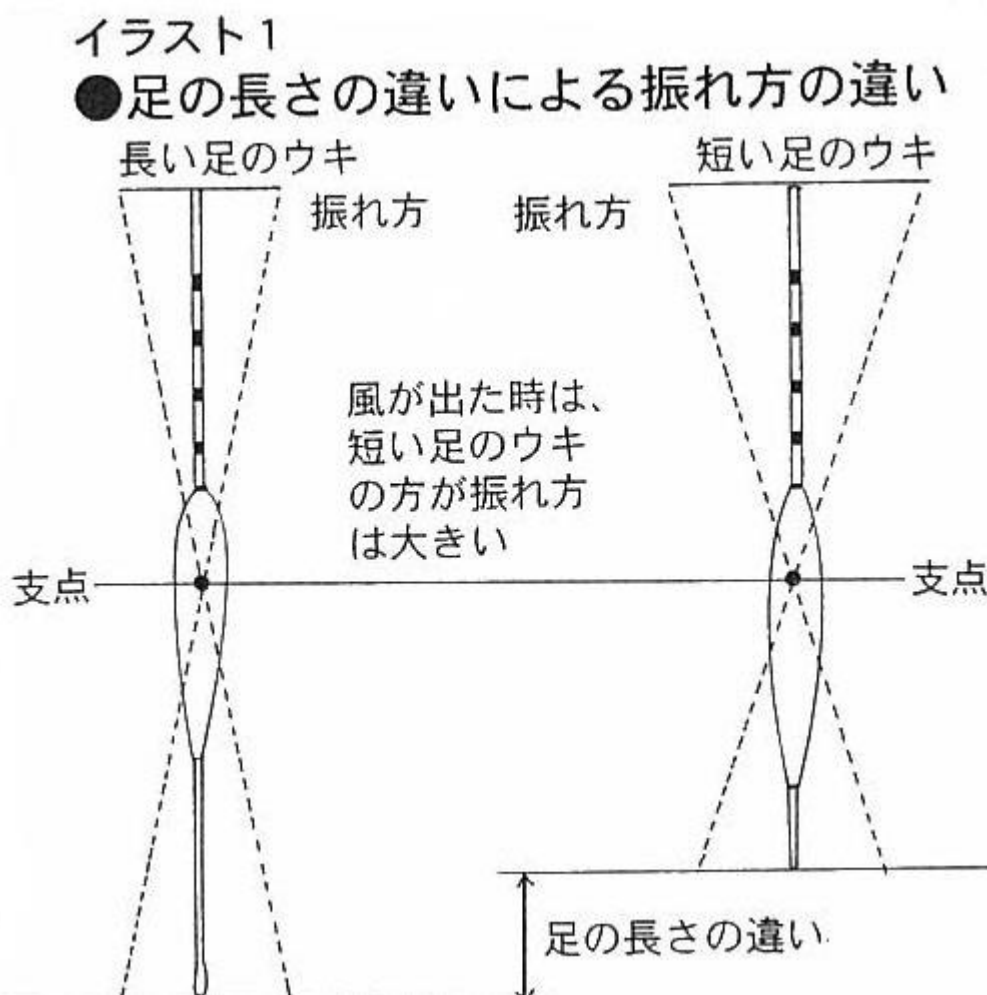 イラスト1
●足の長さの違いによる振れ方の違い
長い足のウキ
短い足のウキ
振れ方
振れ方
風が出た時は、
短い足のウキ
の方が振れ方
は大きい
支点
支点
足の長さの違い